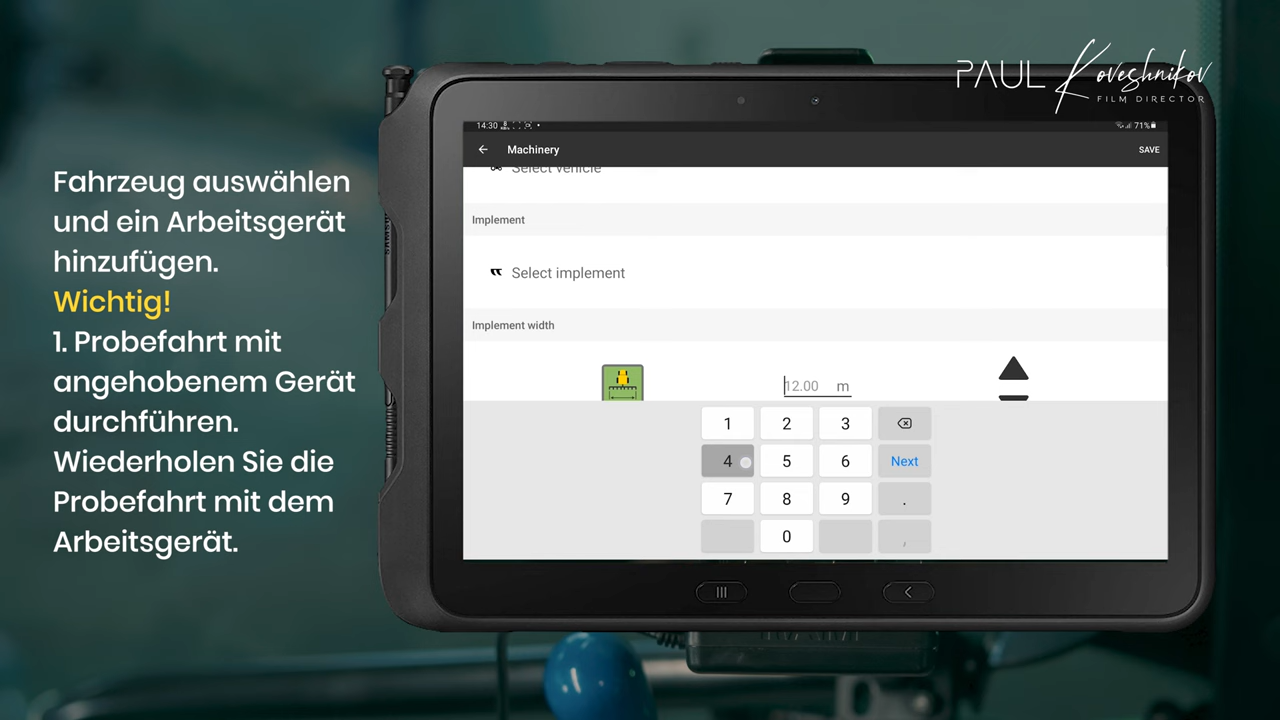 PAUL Koveshnikov
FILM DIRECTOR
Fahrzeug auswählen
und ein Arbeitsgerät
hinzufügen.
Wichtig!
1. Probefahrt mit
angehobenem Gerät
durchführen.
Wiederholen Sie die
Probefahrt mit dem
Arbeitsgerät.
14:30
71%
Machinery
SAVE
Select vehicle
Implement
Select implement
Implement width
12.00 m
1 2 3
4 5 6 Next
7 8 9 .
0 ,